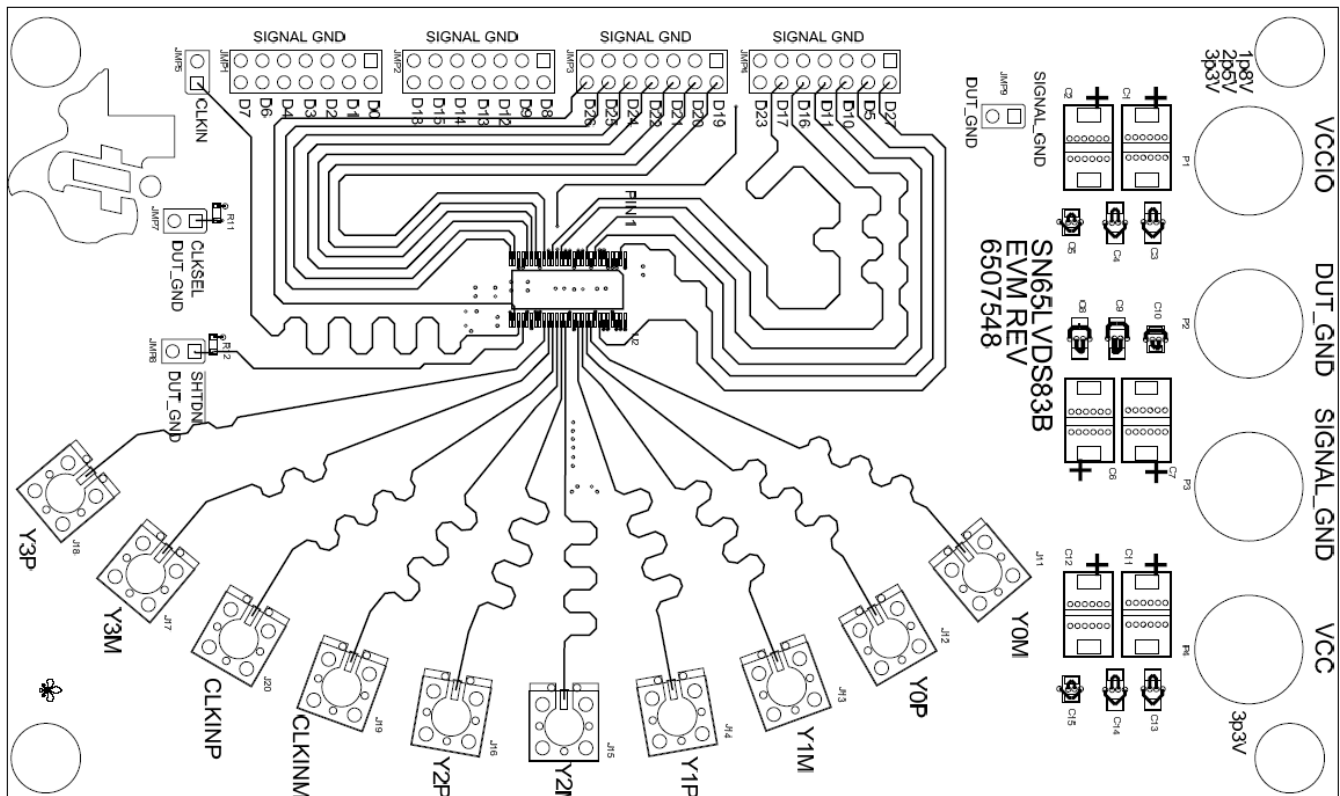 SIGNAL GND
SIGNAL GND
SIGNAL GND
SIGNAL GND
JMP5
JMP1
JMP2
JMP3
JMP6
CLKIN
D7
D6
D4
D3
D2
D1
D0
D18
D15
D14
D13
D12
D9
D8
D26
D25
D24
D22
D21
D20
D19
D23
D17
D16
D11
D10
D5
D27
JMP9
SIGNAL_GND
DUT_GND
1p8V
2p5V
3p3V
C2
C1
P1
VCCIO
C5
C4
C3
JMP7
R11
CLKSEL
DUT_GND
PIN1
U2
SN65LVDS83B
EVM REV
6507548
C8
C9
C10
P2
DUT_GND
JMP8
R12
SHTDN
DUT_GND
C6
C7
P3
SIGNAL_GND
J18
Y3P
J17
Y3M
J20
CLKINP
J19
CLKINM
J16
Y2P
J15
Y2M
J14
Y1P
J13
Y1M
J12
Y0P
J11
Y0M
C12
C11
VCC
C15
C14
C13
3p3V